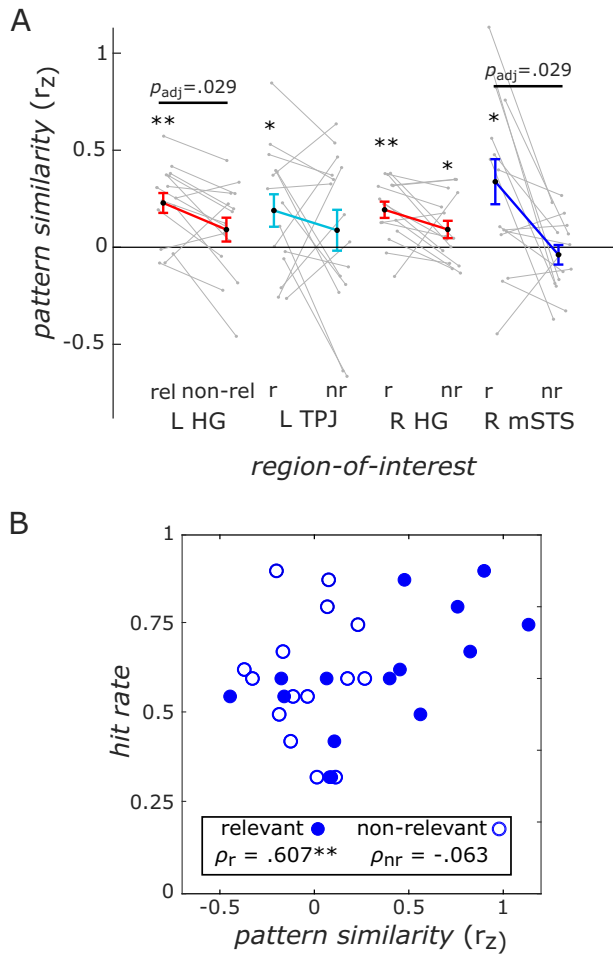 A
pattern similarity (rz)
1
0.5
0
-0.5
padj=.029
padj=.029
**
*
**
*
*
rel non-rel r nr r nr r nr
L HG L TPJ R HG R mSTS
region-of-interest
B
hit rate
1
0.75
0.5
0.25
0
relevant non-relevant
ρr = .607** ρnr = -.063
-0.5 0 0.5 1
pattern similarity (rz)